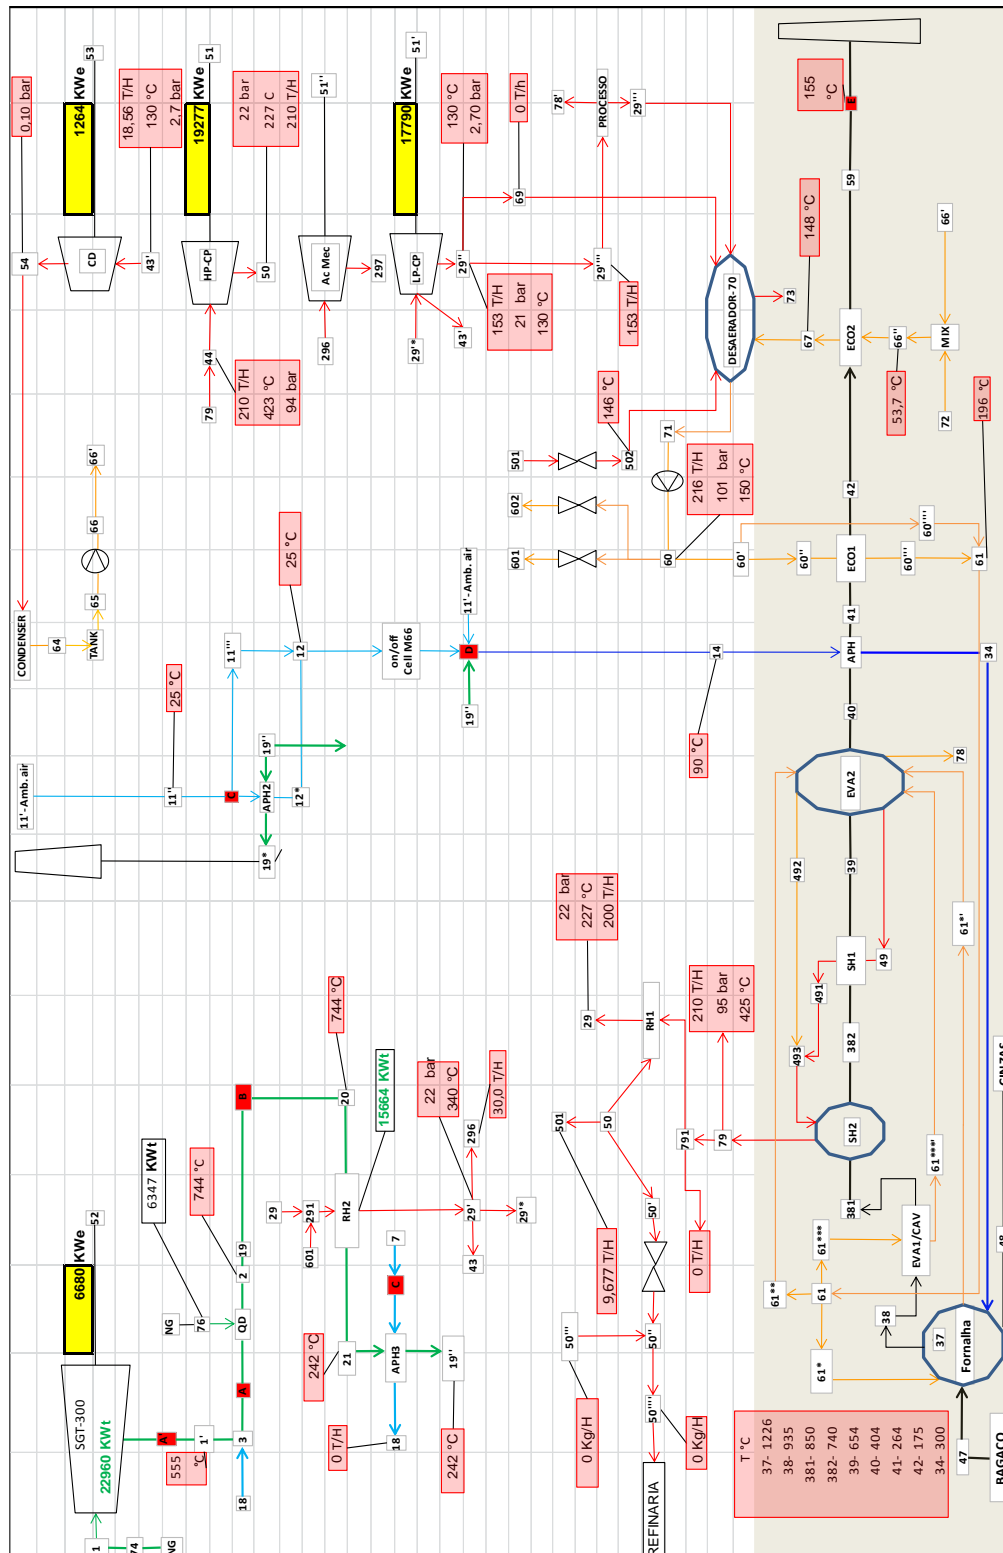 0,10 bar
1264 KWe
53
18,56 T/H
130 °C
2,7 bar
19277 KWe
51
22 bar
227 C
210 T/H
51''
17790 KWe
51'
130 °C
2,70 bar
0 T/h
78'
PROCESSO
29'''
155
°C
E
54
CD
43'
HP-CP
50
Ac Mec
297
LP-CP
29''
69
29''''
59
148 °C
66'
79
44
210 T/H
423 °C
94 bar
296
29'*
43'
153 T/H
21 bar
130 °C
153 T/H
DESAERADOR-70
73
67
ECO2
66''
MIX
53,7 °C
72
196 °C
66'
66
65
TANK
64
CONDENSER
25 °C
501
502
146 °C
602
601
71
216 T/H
101 bar
150 °C
60
60'
60''
ECO1
60'''
60''''
61
42
41
11'- Amb. air
11'''
12
on/off
Cell M66
D
19''
14
90 °C
APH
34
40
25 °C
11'- Amb. air
11''
C
APH2
19''
12*
19*
EVA2
78
39
492
61*'
SH1
49
491
493
382
SH2
381
22 bar
227 °C
200 T/H
29
RH1
210 T/H
95 bar
425 °C
79
791
50
501
50'
9,677 T/H
0 T/H
744 °C
B
20
15664 KWt
22 bar
340 °C
30,0 T/H
296
29'
29'*
43
6347 KWt
744 °C
19
2
QD
76
NG
29
291
601
RH2
7
C
APH3
18
19''
21
242 °C
242 °C
0 T/H
6680 KWe
52
SGT-300
22960 KWt
A'
A
1'
3
555
°C
18
1
74
NG
50'''
50''
50''''
0 Kg/H
0 Kg/H
REFINARIA
61**
61***
61
61*
61***'
EVA1/CAV
38
37
Fornalha
48
CINZAS
T °C
37- 1226
38- 935
381- 850
382- 740
39- 654
40- 404
41- 264
42- 175
34- 300
47
BAGAÇO